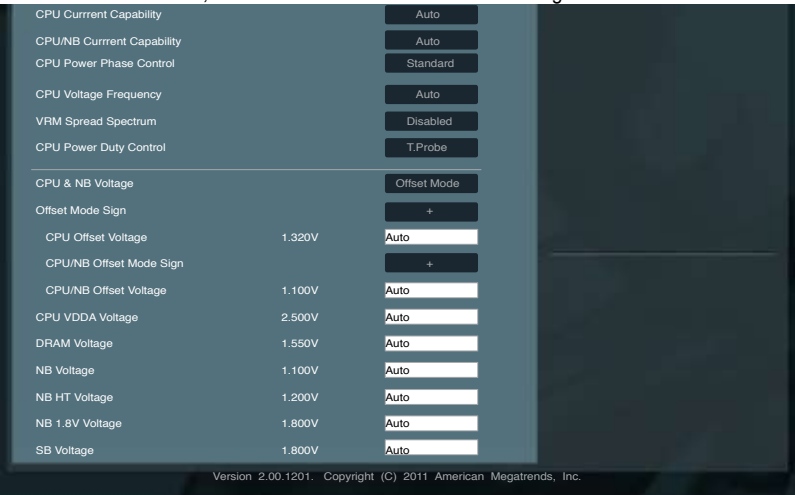 CPU Currrent Capability Auto
CPU/NB Currrent Capability Auto
CPU Power Phase Control Standard
CPU Voltage Frequency Auto
VRM Spread Spectrum Disabled
CPU Power Duty Control T.Probe
CPU & NB Voltage Offset Mode
Offset Mode Sign +
CPU Offset Voltage 1.320V Auto
CPU/NB Offset Mode Sign +
CPU/NB Offset Voltage 1.100V Auto
CPU VDDA Voltage 2.500V Auto
DRAM Voltage 1.550V Auto
NB Voltage 1.100V Auto
NB HT Voltage 1.200V Auto
NB 1.8V Voltage 1.800V Auto
SB Voltage 1.800V Auto
Version 2.00.1201. Copyright (C) 2011 American Megatrends, Inc.